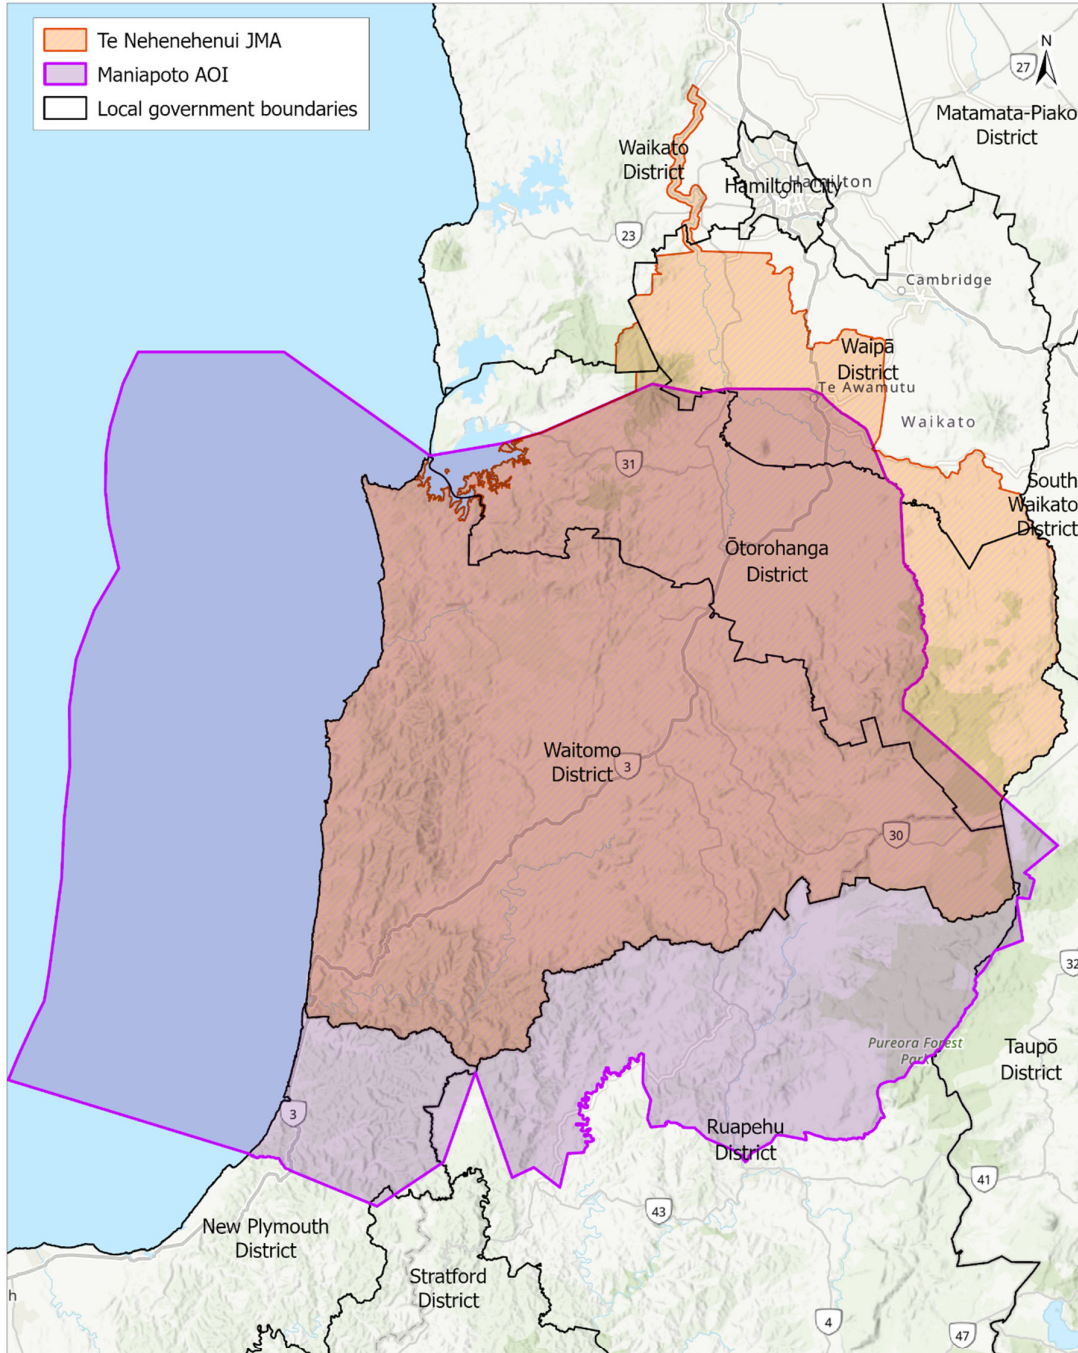 Te Nehenehenui JMA
Maniapoto AOI
Local government boundaries
N
27
Matamata-Piako
District
Waikato
District
Hamilton City
Hamilton
23
Cambridge
Waipā
District
Te Awamutu
Waikato
31
South
Waikato
District
Ōtorohanga
District
Waitomo
District
3
30
32
Pureora Forest
Park
Taupō
District
3
Ruapehu
District
41
43
New Plymouth
District
Stratford
District
h
4
47